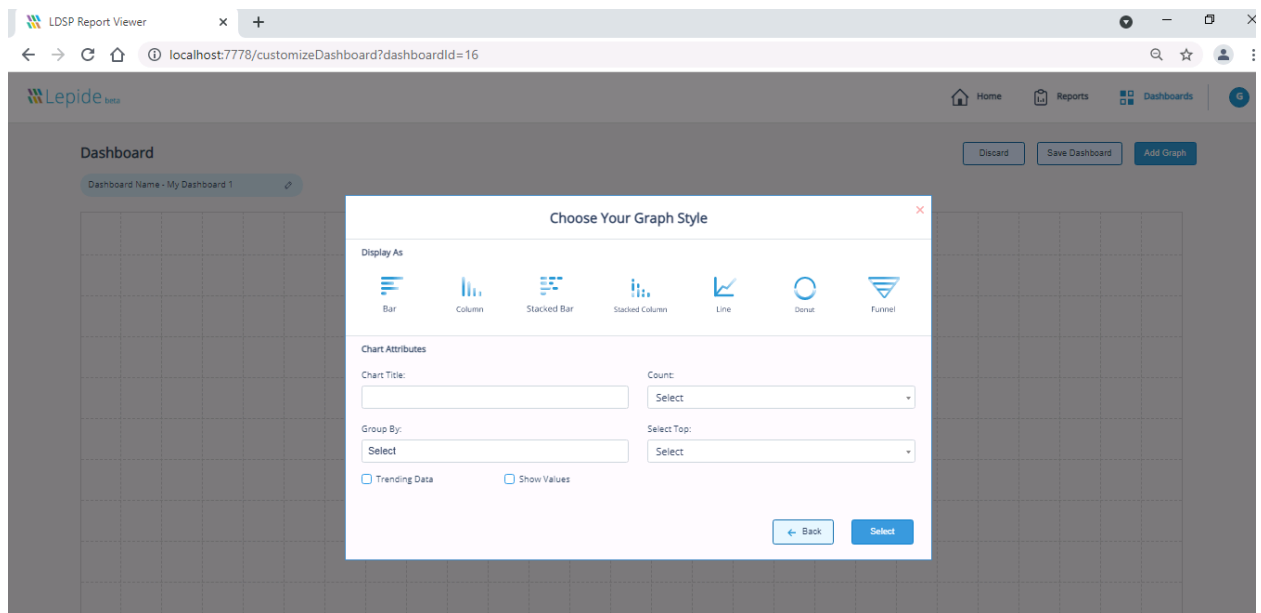 LDSP Report Viewer
localhost:7778/customizeDashboard?dashboardId=16
Lepide beta
Home
Reports
Dashboards
G
Dashboard
Discard
Save Dashboard
Add Graph
Dashboard Name - My Dashboard 1
Choose Your Graph Style
Display As
Bar
Column
Stacked Bar
Stacked Column
Line
Donut
Funnel
Chart Attributes
Chart Title:
Count:
Select
Group By:
Select Top:
Select
Select
Trending Data
Show Values
Back
Select